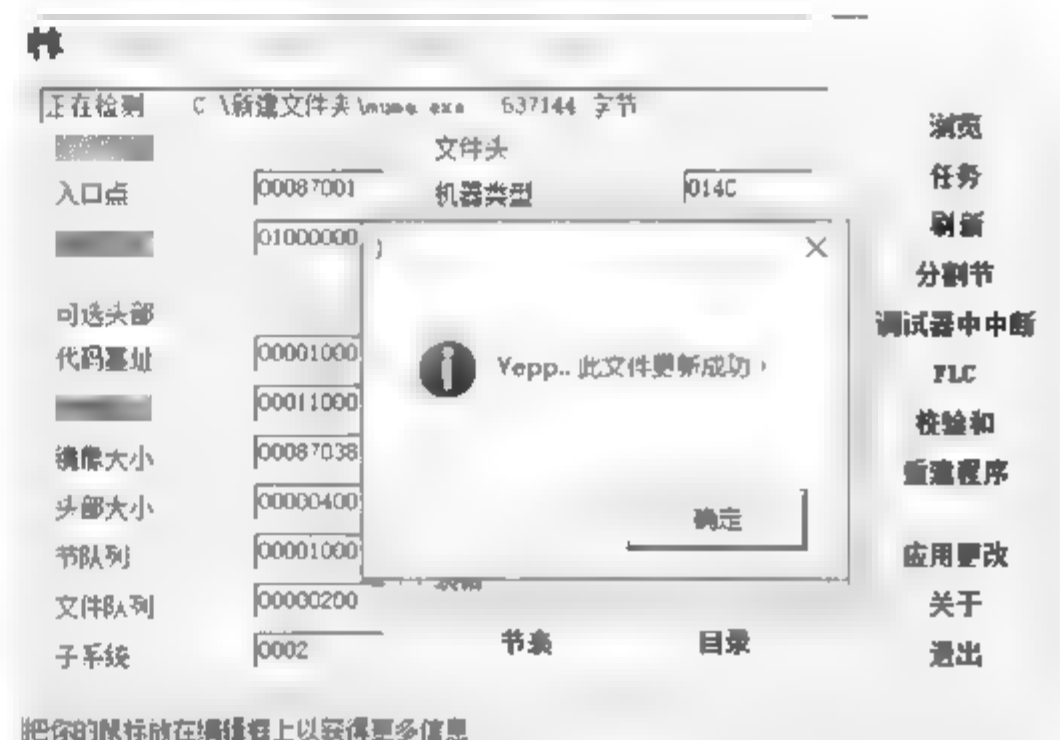 正在检测 C \新建文件夹\mume exe 637144 字节
文件头
入口点 00087001 机器类型 014C
01000000
可选头部
代码基址 00001000
00011000
镜像大小 00087038
头部大小 00000400
节队列 00001000
文件队列 00000200
子系统 0002
节表 目录
浏览
任务
刷新
分割节
调试器中中断
FLC
校验和
重建程序
应用更改
关于
退出
Yepp.. 此文件更新成功!
确定
把你的鼠标放在编辑框上以获得更多信息